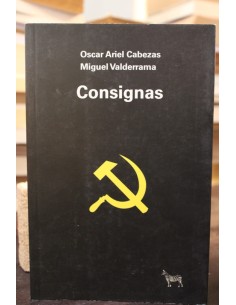 Oscar Ariel Cabezas
Miguel Valderrama
Consignas